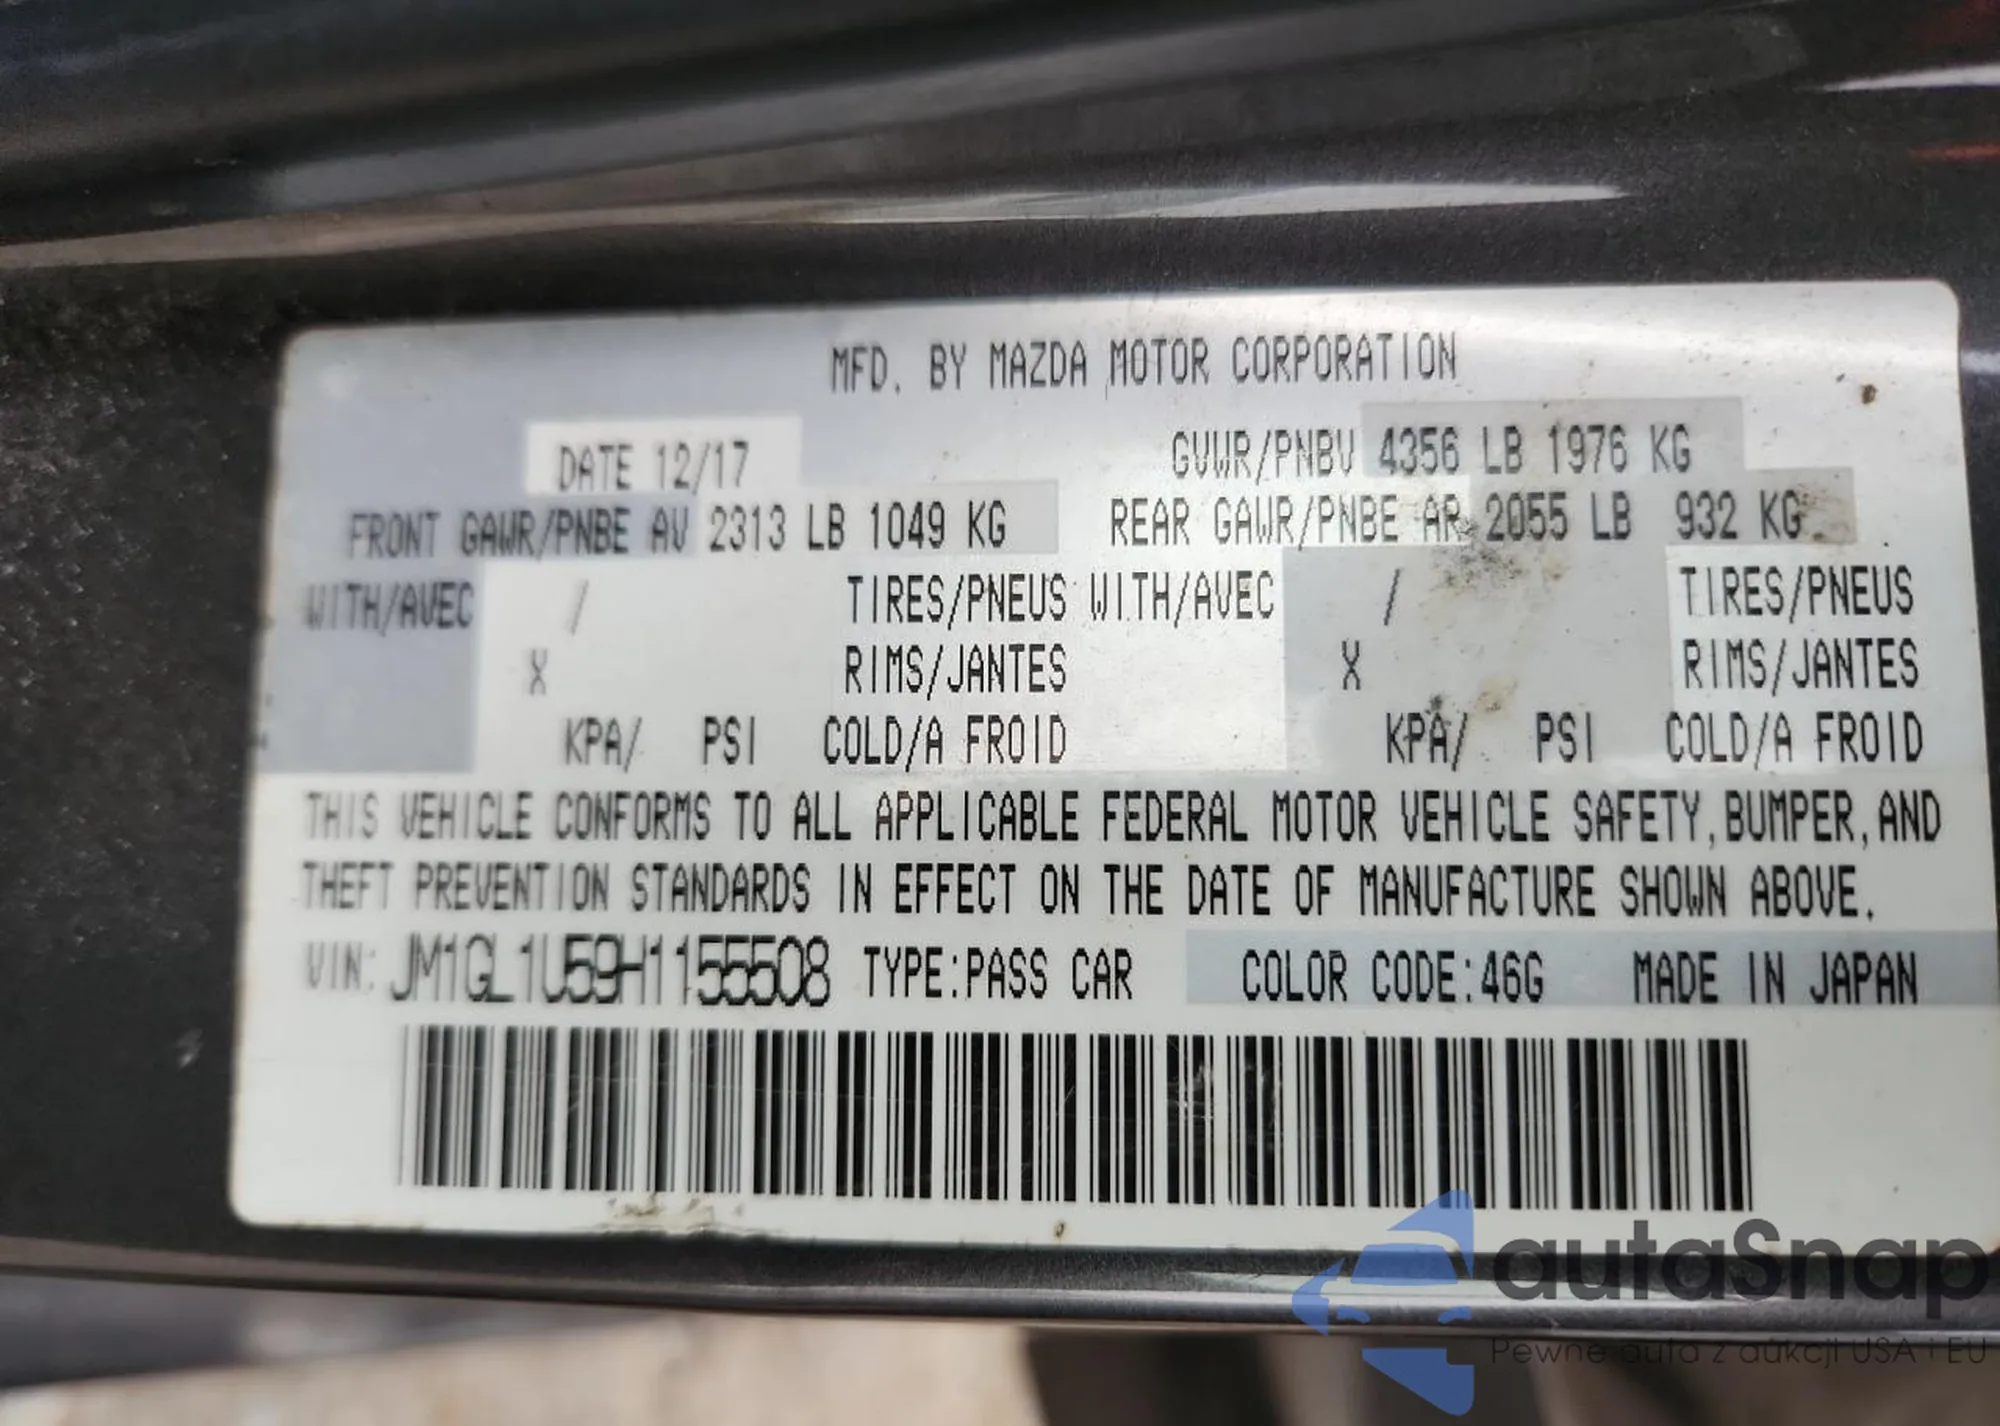 MFD. BY MAZDA MOTOR CORPORATION
DATE 12/17 GVWR/PNBV 4356 LB 1976 KG
FRONT GAWR/PNBE AV 2313 LB 1049 KG REAR GAWR/PNBE AR 2055 LB 932 KG
WITH/AVEC / TIRES/PNEUS WITH/AVEC / TIRES/PNEUS
X RIMS/JANTES X RIMS/JANTES
KPA/ PSI COLD/A FROID KPA/ PSI COLD/A FROID
THIS VEHICLE CONFORMS TO ALL APPLICABLE FEDERAL MOTOR VEHICLE SAFETY, BUMPER, AND
THEFT PREVENTION STANDARDS IN EFFECT ON THE DATE OF MANUFACTURE SHOWN ABOVE.
VIN: JM1GL1U59H1155508 TYPE:PASS CAR COLOR CODE:46G MADE IN JAPAN
autaSnap
Pewne auta z aukcji USA i EU